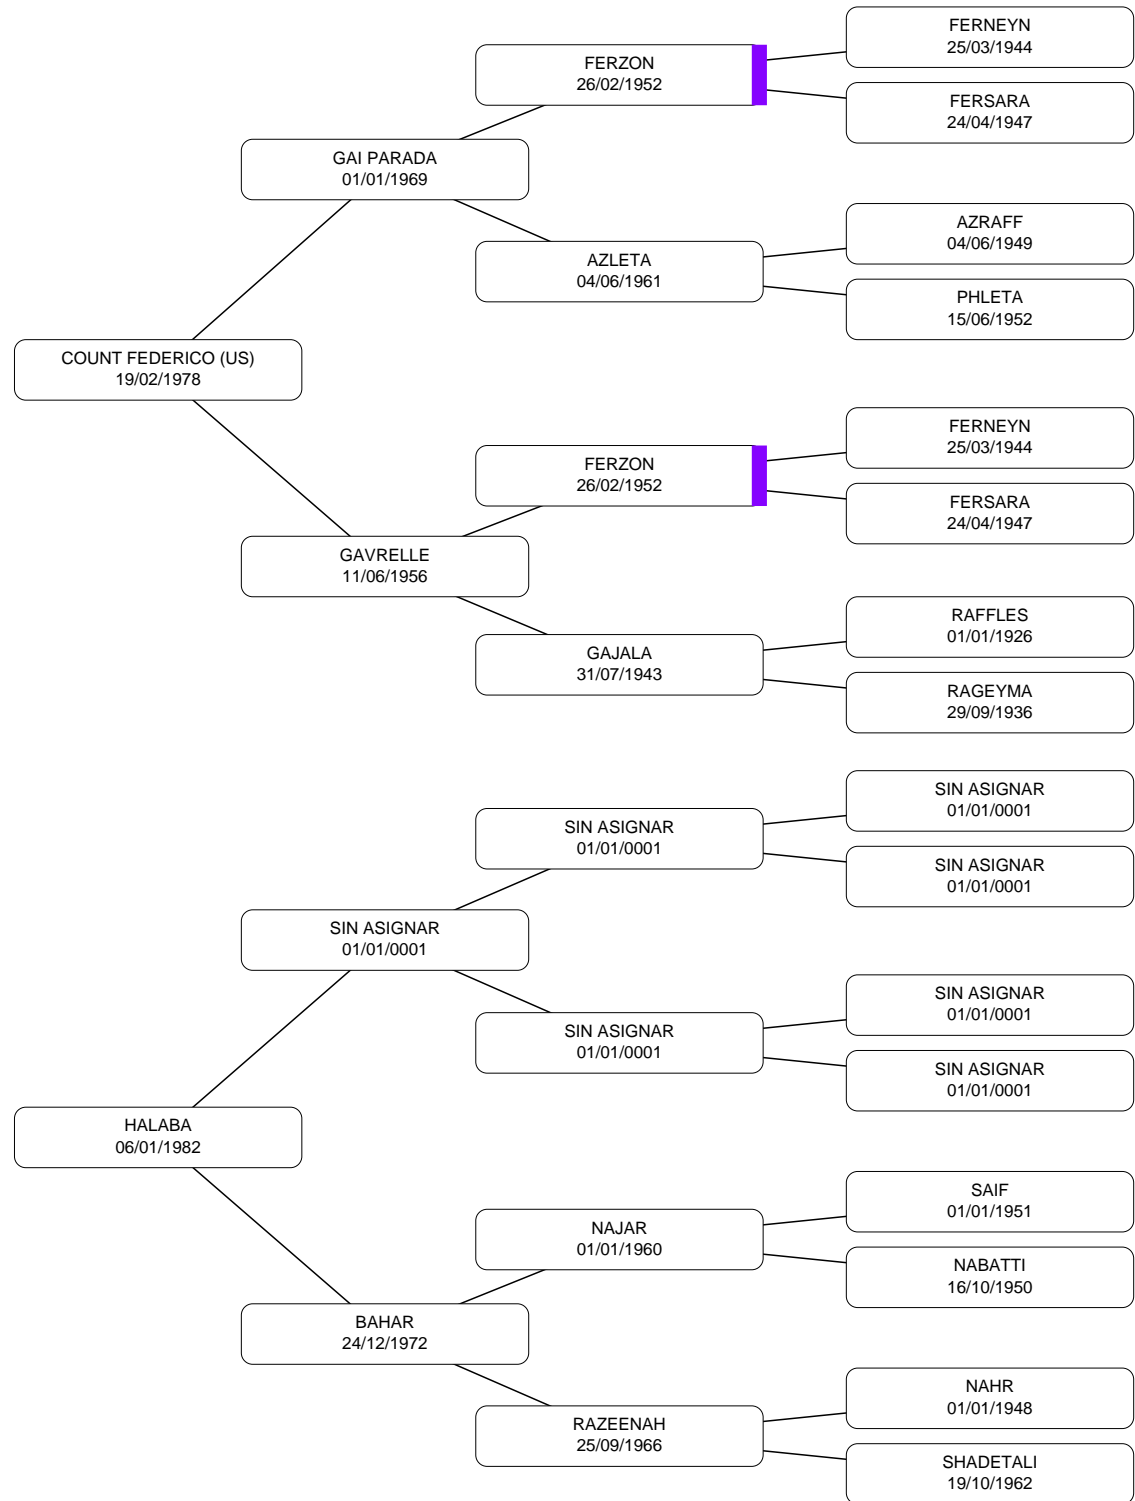 FERNEYN
25/03/1944
FERZON
26/02/1952
FERSARA
24/04/1947
GAI PARADA
01/01/1969
AZRAFF
04/06/1949
AZLETA
04/06/1961
PHLETA
15/06/1952
COUNT FEDERICO (US)
19/02/1978
FERNEYN
25/03/1944
FERZON
26/02/1952
FERSARA
24/04/1947
GAVRELLE
11/06/1956
RAFFLES
01/01/1926
GAJALA
31/07/1943
RAGEYMA
29/09/1936
SIN ASIGNAR
01/01/0001
SIN ASIGNAR
01/01/0001
SIN ASIGNAR
01/01/0001
SIN ASIGNAR
01/01/0001
SIN ASIGNAR
01/01/0001
SIN ASIGNAR
01/01/0001
SIN ASIGNAR
01/01/0001
HALABA
06/01/1982
SAIF
01/01/1951
NAJAR
01/01/1960
NABATTI
16/10/1950
BAHAR
24/12/1972
NAHR
01/01/1948
RAZEENAH
25/09/1966
SHADETALI
19/10/1962